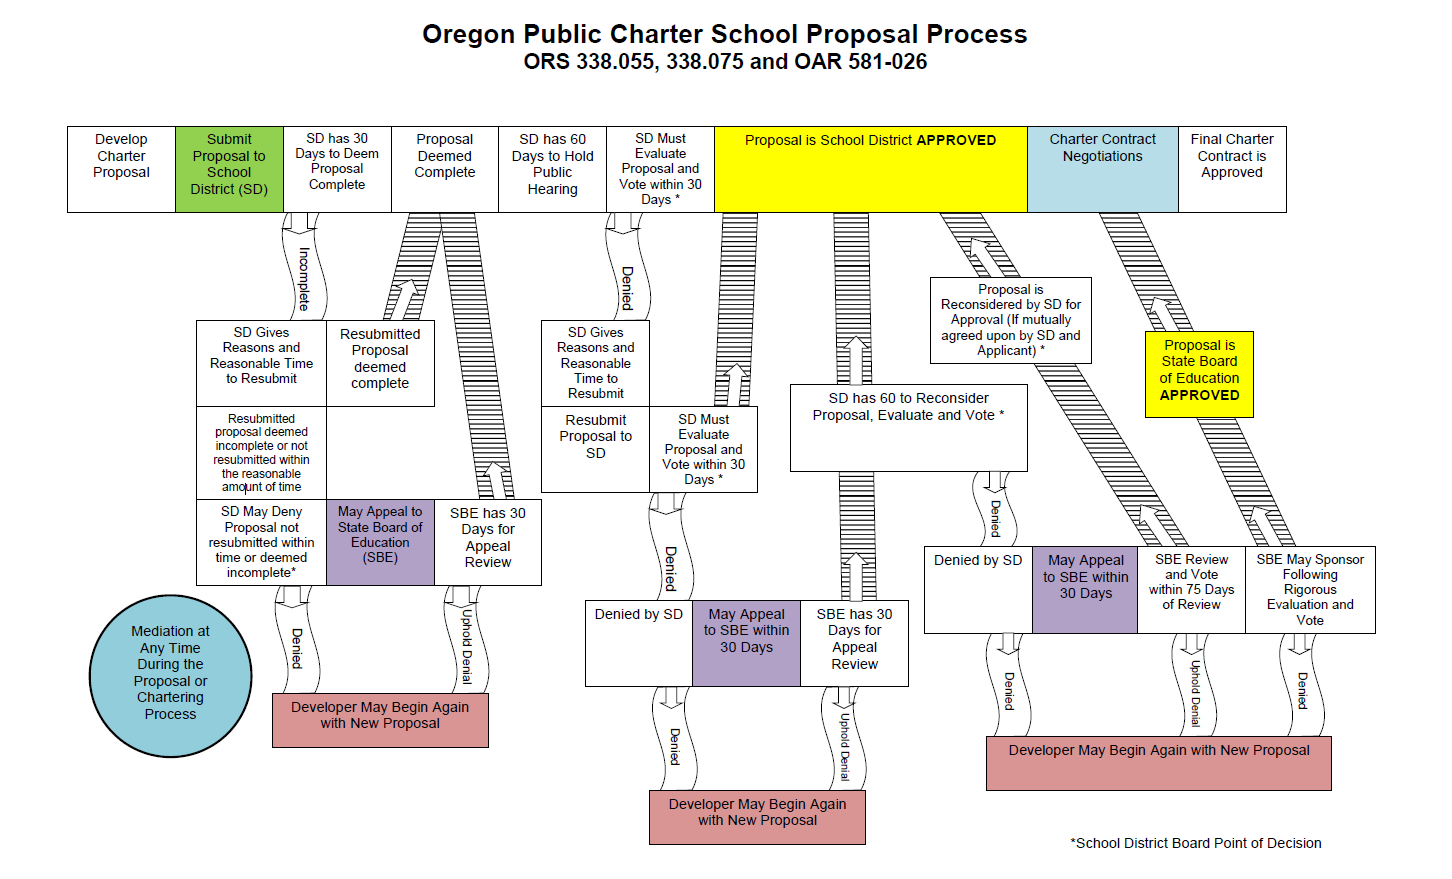 Oregon Public Charter School Proposal Process
ORS 338.055, 338.075 and OAR 581-026
Develop
Charter
Proposal
Submit
Proposal to
School
District (SD)
SD has 30
Days to Deem
Proposal
Complete
Proposal
Deemed
Complete
SD has 60
Days to Hold
Public
Hearing
SD Must
Evaluate
Proposal and
Vote within 30
Days *
Proposal is School District APPROVED
Charter Contract
Negotiations
Final Charter
Contract is
Approved
Incomplete
Denied
SD Gives
Reasons and
Reasonable Time
to Resubmit
Resubmitted
Proposal
deemed
complete
Resubmitted
proposal deemed
incomplete or not
resubmitted within
the reasonable
amount of time
SD May Deny
Proposal not
resubmitted within
time or deemed
incomplete*
May Appeal to
State Board of
Education
(SBE)
SBE has 30
Days for
Appeal
Review
Denied
Uphold Denial
Developer May Begin Again
with New Proposal
Mediation at
Any Time
During the
Proposal or
Chartering
Process
SD Gives
Reasons and
Reasonable
Time to
Resubmit
Resubmit
Proposal to
SD
SD Must
Evaluate
Proposal and
Vote within 30
Days *
Denied
Denied by SD
May Appeal
to SBE within
30 Days
SBE has 30
Days for
Appeal
Review
Denied
Uphold Denial
Developer May Begin Again
with New Proposal
SD has 60 to Reconsider
Proposal, Evaluate and Vote *
Proposal is
Reconsidered by SD for
Approval (If mutually
agreed upon by SD and
Applicant) *
Proposal is
State Board
of Education
APPROVED
Denied
Denied by SD
May Appeal
to SBE within
30 Days
SBE Review
and Vote
within 75 Days
of Review
SBE May Sponsor
Following
Rigorous
Evaluation and
Vote
Denied
Uphold Denial
Denied
Developer May Begin Again with New Proposal
*School District Board Point of Decision